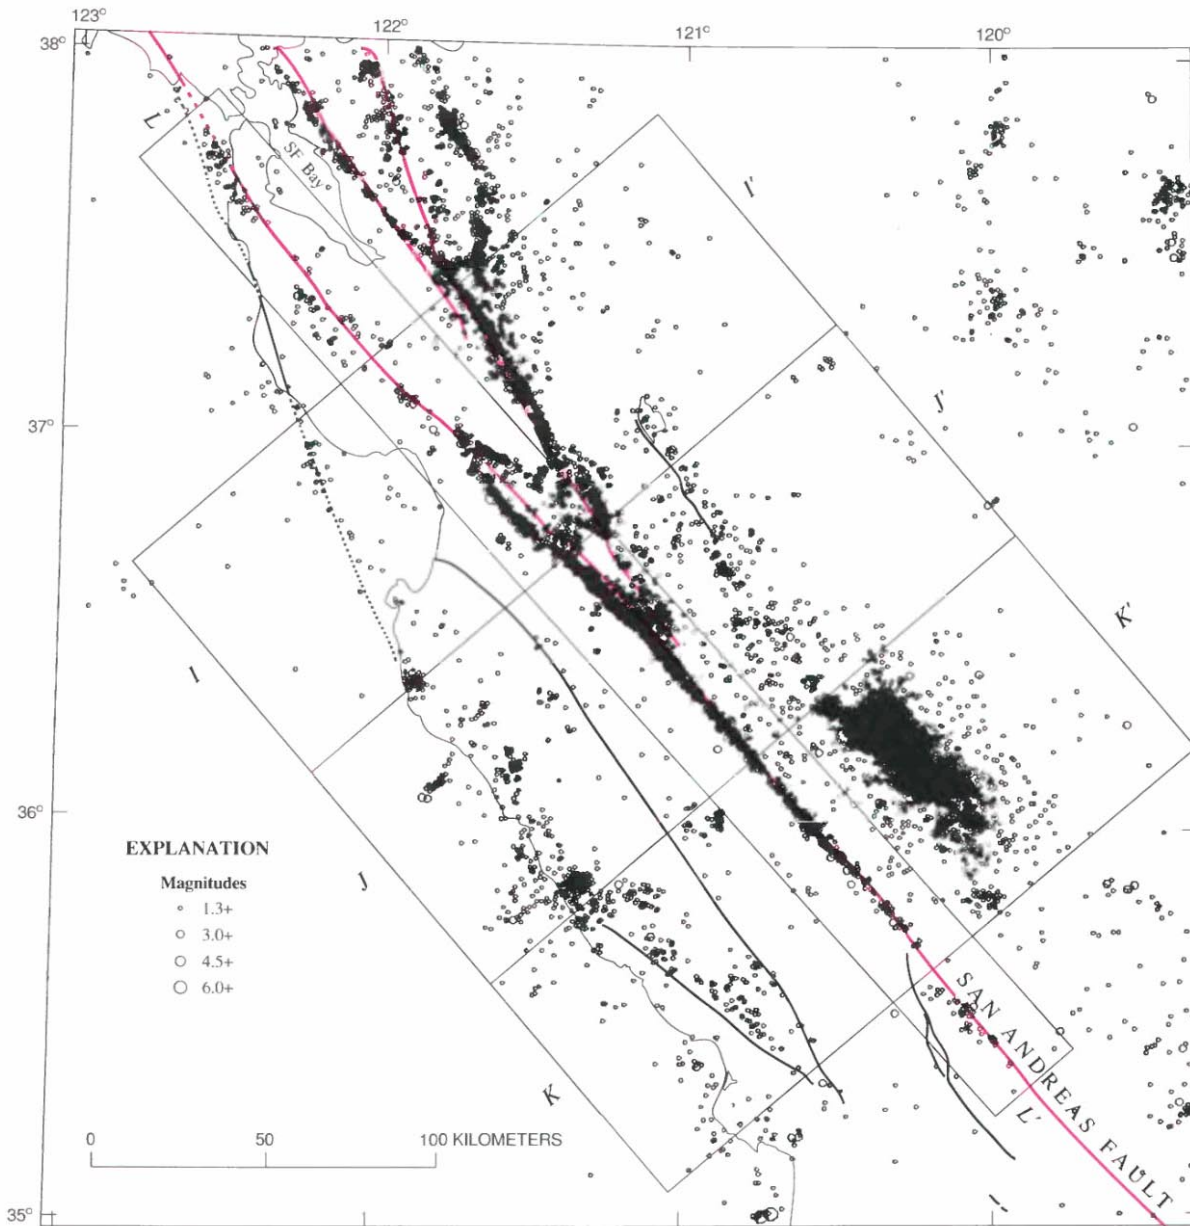 123°
122°
121°
120°
38°
L
SF Bay
I'
J'
37°
K'
I
36°
EXPLANATION
Magnitudes
1.3+
3.0+
4.5+
6.0+
J
SAN ANDREAS FAULT
K
L'
0 50 100 KILOMETERS
35°